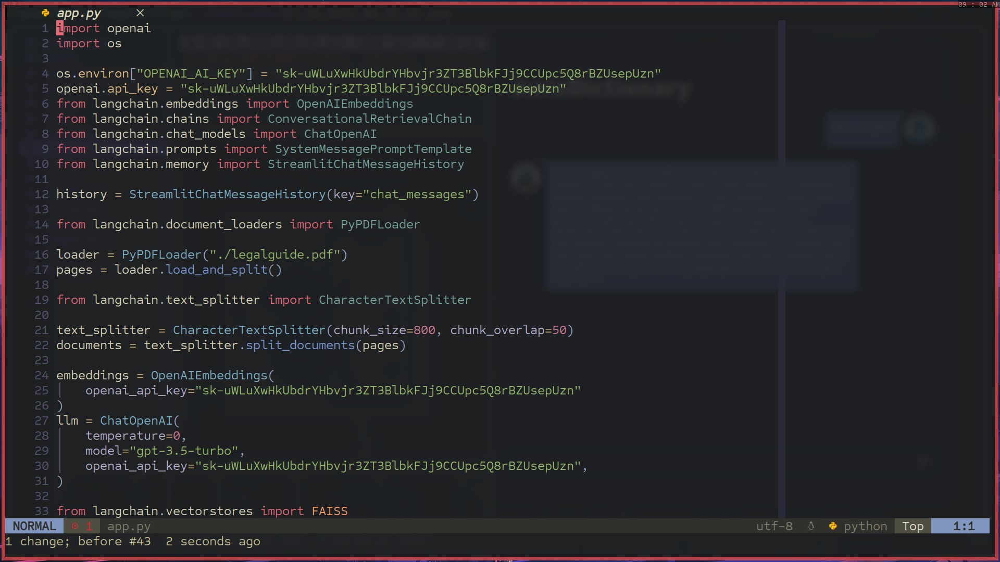 09 : 02 AM
app.py ×
1 import openai
2 import os
3
4 os.environ["OPENAI_AI_KEY"] = "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"
5 openai.api_key = "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"
6 from langchain.embeddings import OpenAIEmbeddings
7 from langchain.chains import ConversationalRetrievalChain
8 from langchain.chat_models import ChatOpenAI
9 from langchain.prompts import SystemMessagePromptTemplate
10 from langchain.memory import StreamlitChatMessageHistory
11
12 history = StreamlitChatMessageHistory(key="chat_messages")
13
14 from langchain.document_loaders import PyPDFLoader
15
16 loader = PyPDFLoader("./legalguide.pdf")
17 pages = loader.load_and_split()
18
19 from langchain.text_splitter import CharacterTextSplitter
20
21 text_splitter = CharacterTextSplitter(chunk_size=800, chunk_overlap=50)
22 documents = text_splitter.split_documents(pages)
23
24 embeddings = OpenAIEmbeddings(
25     openai_api_key="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"
26 )
27 llm = ChatOpenAI(
28     temperature=0,
29     model="gpt-3.5-turbo",
30     openai_api_key="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",
31 )
32
33 from langchain.vectorstores import FAISS
NORMAL 1 app.py utf-8 python Top 1:1
1 change; before #43 2 seconds ago